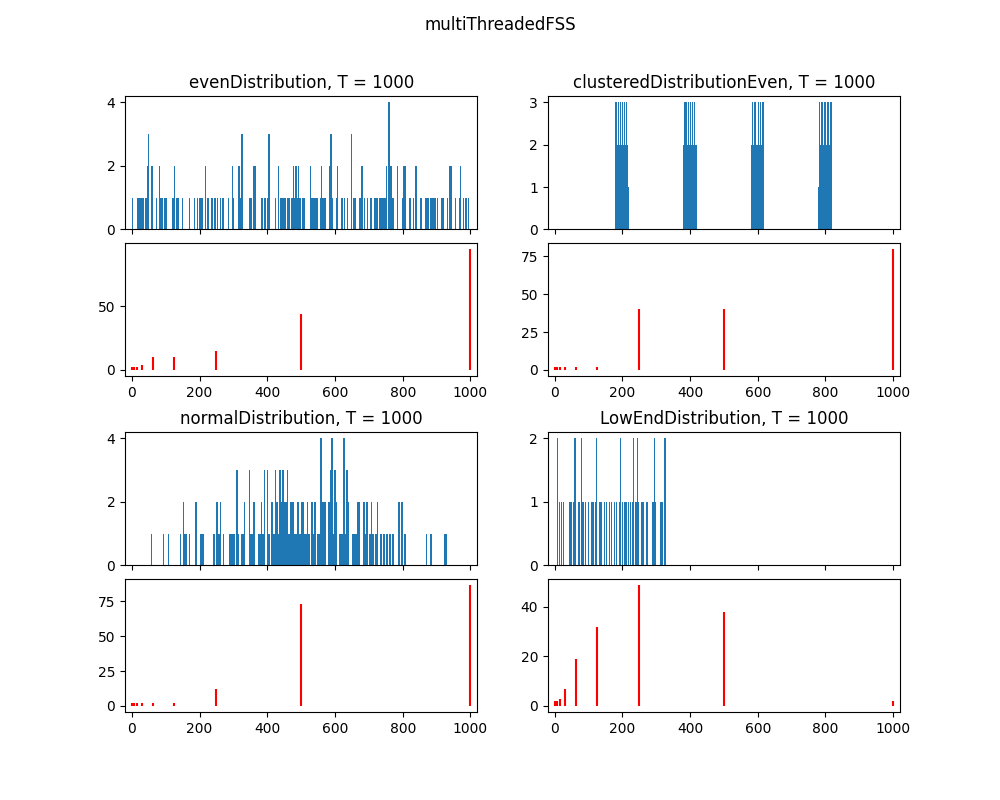 multiThreadedFSS
evenDistribution, T = 1000
4
2
0
50
0
0 200 400 600 800 1000
clusteredDistributionEven, T = 1000
3
2
1
0
75
50
25
0
0 200 400 600 800 1000
normalDistribution, T = 1000
4
2
0
75
50
25
0
0 200 400 600 800 1000
LowEndDistribution, T = 1000
2
1
0
40
20
0
0 200 400 600 800 1000